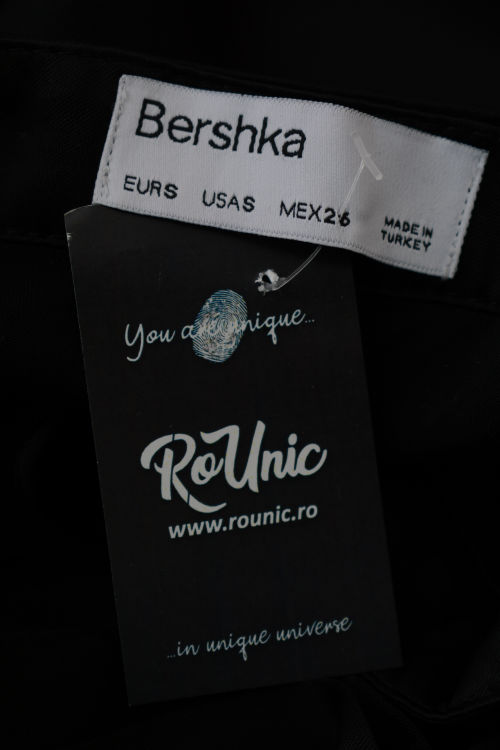 Bershka
EURS USAS MEX26
MADE IN
TURKEY
You are unique...
RoUnic
www.rounic.ro
...in unique universe